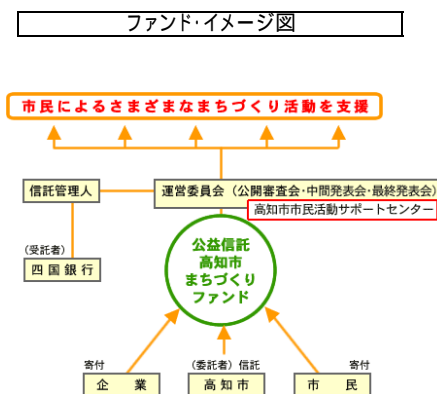 ファンド・イメージ図
市民によるさまざまなまちづくり活動を支援
信託管理人
運営委員会（公開審査会・中間発表会・最終発表会）
高知市市民活動サポートセンター
(受託者)
四国銀行
公益信託
高知市
まちづくり
ファンド
寄付
(委託者) 信託
寄付
企　業
高知市
市　民